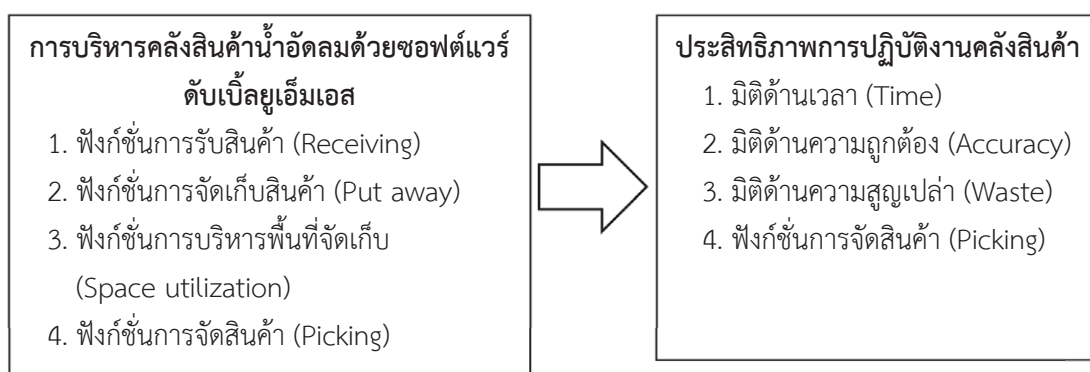 การบริหารคลังสินค้าน้ำอัดลมด้วยซอฟต์แวร์
ดับเบิ้ลยูเอ็มเอส
1. ฟังก์ชั่นการรับสินค้า (Receiving)
2. ฟังก์ชั่นการจัดเก็บสินค้า (Put away)
3. ฟังก์ชั่นการบริหารพื้นที่จัดเก็บ
(Space utilization)
4. ฟังก์ชั่นการจัดสินค้า (Picking)
ประสิทธิภาพการปฏิบัติงานคลังสินค้า
1. มิติด้านเวลา (Time)
2. มิติด้านความถูกต้อง (Accuracy)
3. มิติด้านความสูญเปล่า (Waste)
4. ฟังก์ชั่นการจัดสินค้า (Picking)